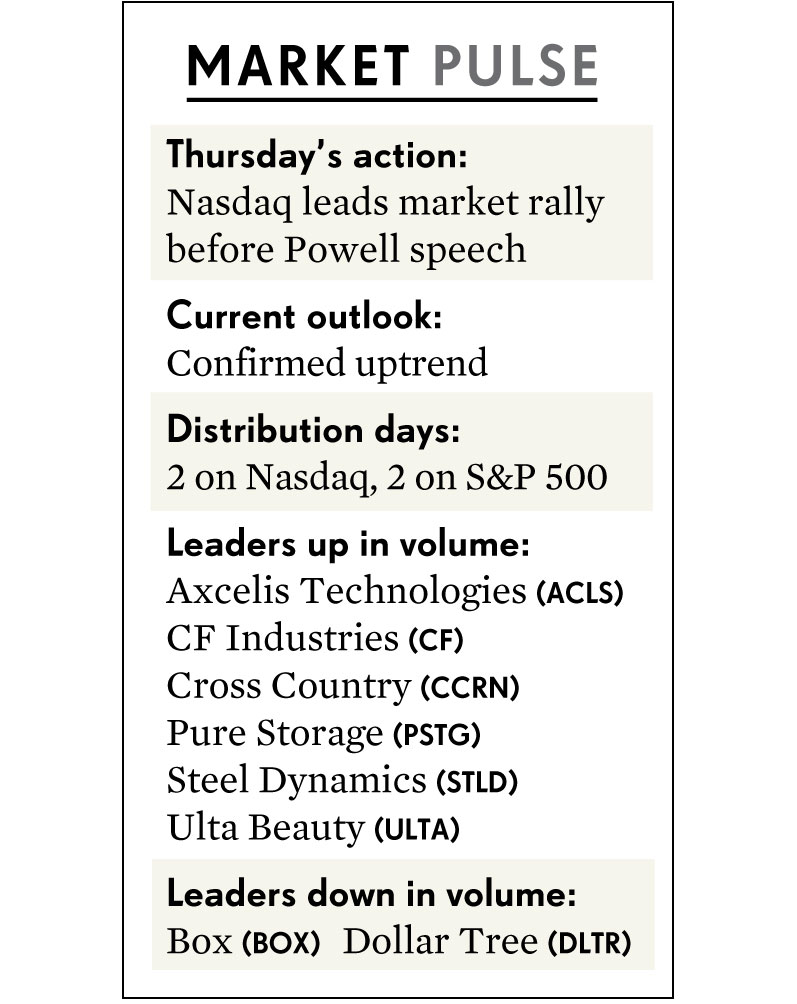 MARKET PULSE
Thursday’s action:
Nasdaq leads market rally
before Powell speech
Current outlook:
Confirmed uptrend
Distribution days:
2 on Nasdaq, 2 on S&P 500
Leaders up in volume:
Axcelis Technologies (ACLS)
CF Industries (CF)
Cross Country (CCRN)
Pure Storage (PSTG)
Steel Dynamics (STLD)
Ulta Beauty (ULTA)
Leaders down in volume:
Box (BOX) Dollar Tree (DLTR)